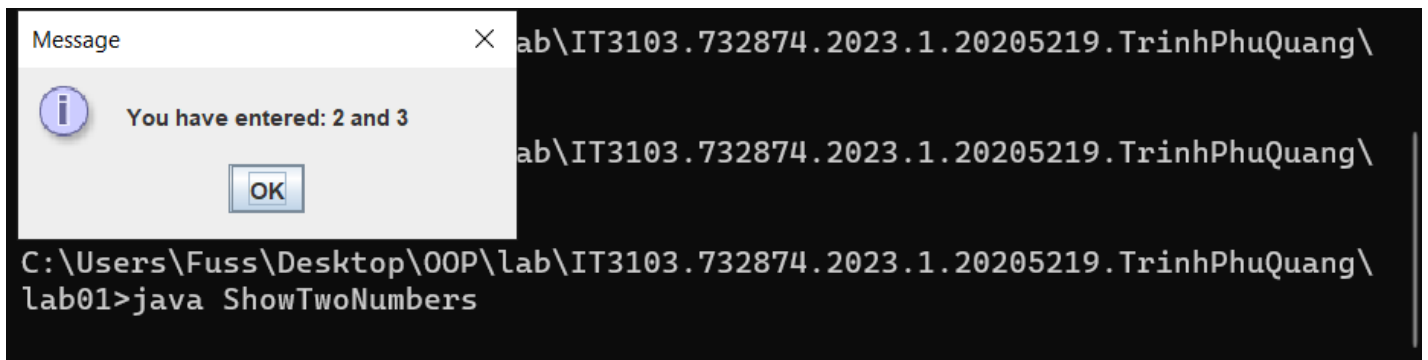 Message
You have entered: 2 and 3
OK
ab\IT3103.732874.2023.1.20205219.TrinhPhuQuang\
ab\IT3103.732874.2023.1.20205219.TrinhPhuQuang\
C:\Users\Fuss\Desktop\OOP\lab\IT3103.732874.2023.1.20205219.TrinhPhuQuang\
lab01>java ShowTwoNumbers